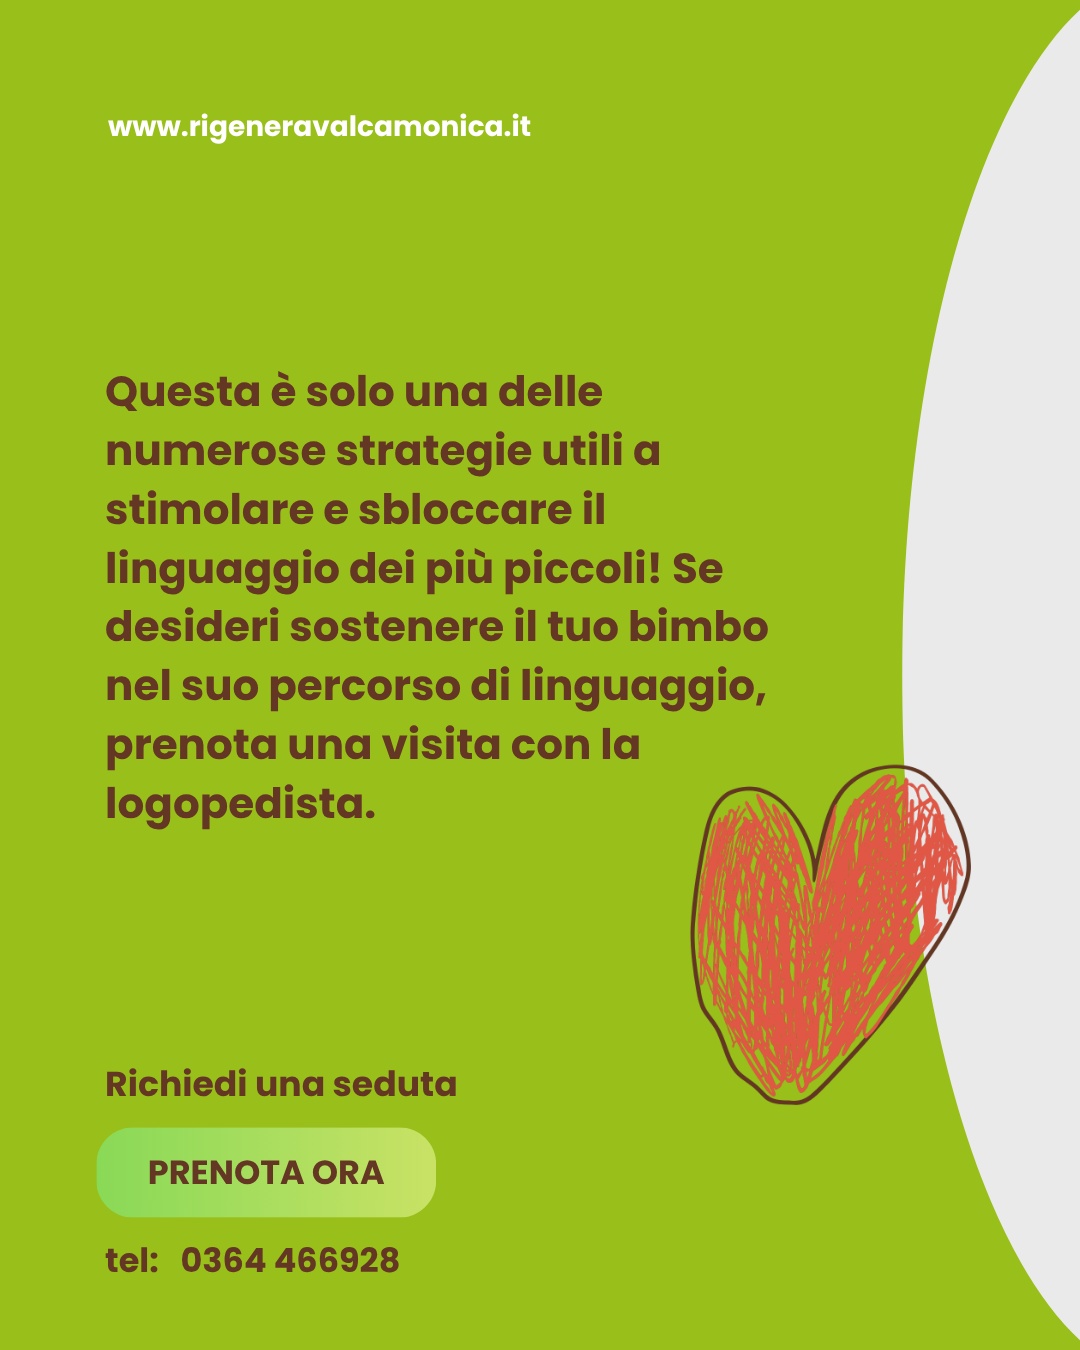 www.rigeneravalcamonica.it
Questa è solo una delle
numerose strategie utili a
stimolare e sbloccare il
linguaggio dei più piccoli! Se
desideri sostenere il tuo bimbo
nel suo percorso di linguaggio,
prenota una visita con la
logopedista.
Richiedi una seduta
PRENOTA ORA
tel: 0364 466928